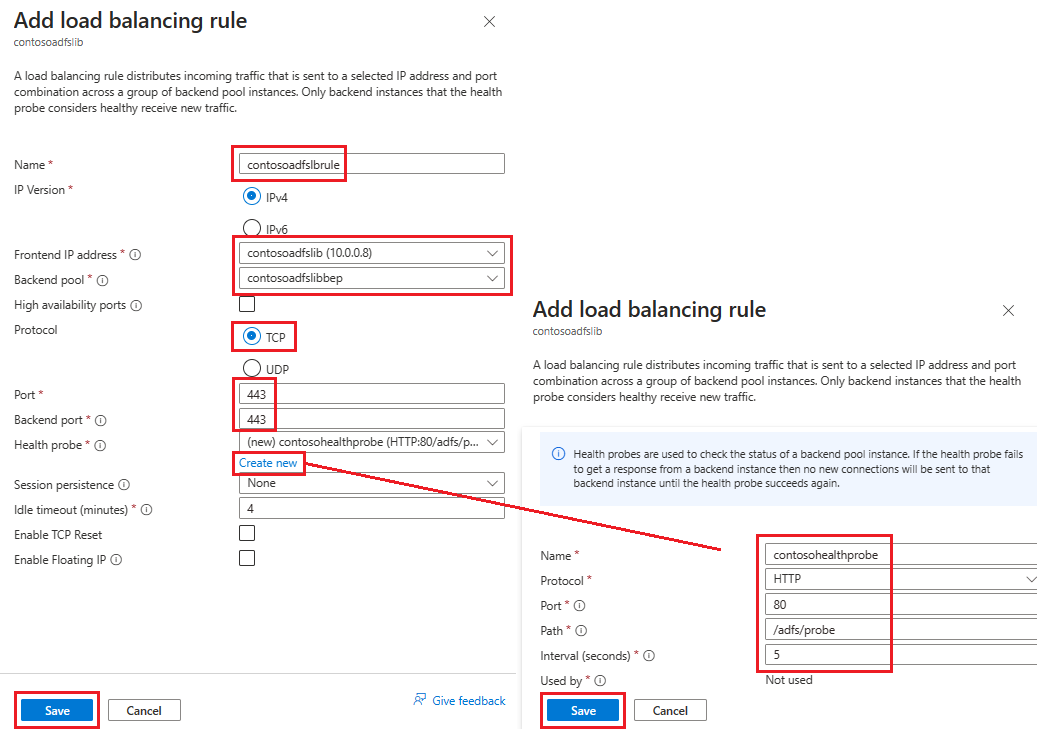 Add load balancing rule
contosoadfslib
A load balancing rule distributes incoming traffic that is sent to a selected IP address and port
combination across a group of backend pool instances. Only backend instances that the health
probe considers healthy receive new traffic.
Name * contosoadfslbrule
IP Version * IPv4
IPv6
Frontend IP address * contosoadfslib (10.0.0.8)
Backend pool * contosoadfslibbep
High availability ports
Protocol TCP
UDP
Port * 443
Backend port * 443
Health probe * (new) contosohealthprobe (HTTP:80/adfs/p...
Create new
Session persistence None
Idle timeout (minutes) * 4
Enable TCP Reset
Enable Floating IP
Save Cancel Give feedback
Add load balancing rule
contosoadfslib
A load balancing rule distributes incoming traffic that is sent to a selected IP address and port
combination across a group of backend pool instances. Only backend instances that the health
probe considers healthy receive new traffic.
Health probes are used to check the status of a backend pool instance. If the health probe fails
to get a response from a backend instance then no new connections will be sent to that
backend instance until the health probe succeeds again.
Name * contosohealthprobe
Protocol * HTTP
Port * 80
Path * /adfs/probe
Interval (seconds) * 5
Used by * Not used
Save Cancel